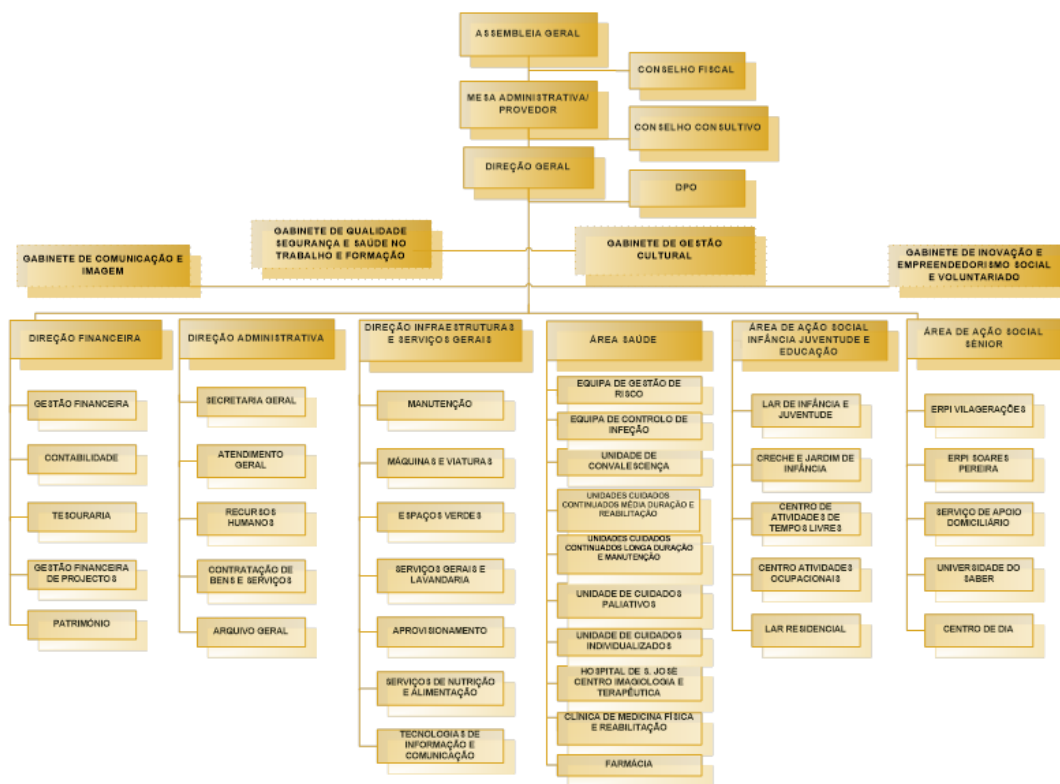 ASSEMBLEIA GERAL
CONSELHO FISCAL
MESA ADMINISTRATIVA/
PROVEDOR
CONSELHO CONSULTIVO
DIREÇÃO GERAL
DPO
GABINETE DE QUALIDADE
SEGURANÇA E SAÚDE NO
TRABALHO E FORMAÇÃO
GABINETE DE GESTÃO
CULTURAL
GABINETE DE COMUNICAÇÃO E
IMAGEM
GABINETE DE INOVAÇÃO E
EMPREENDEDORISMO SOCIAL
E VOLUNTARIADO
DIREÇÃO FINANCEIRA
GESTÃO FINANCEIRA
CONTABILIDADE
TESOURARIA
GESTÃO FINANCEIRA
DE PROJECTOS
PATRIMÓNIO
DIREÇÃO ADMINISTRATIVA
SECRETARIA GERAL
ATENDIMENTO
GERAL
RECURSOS
HUMANOS
CONTRATAÇÃO DE
BENS E SERVIÇOS
ARQUIVO GERAL
DIREÇÃO INFRAESTRUTURAS
E SERVIÇOS GERAIS
MANUTENÇÃO
MÁQUINAS E VIATURAS
ESPAÇOS VERDES
SERVIÇOS GERAIS E
LAVANDARIA
APROVISIONAMENTO
SERVIÇOS DE NUTRIÇÃO
E ALIMENTAÇÃO
TECNOLOGIAS DE
INFORMAÇÃO E
COMUNICAÇÃO
ÁREA SAÚDE
EQUIPA DE GESTÃO DE
RISCO
EQUIPA DE CONTROLO DE
INFEÇÃO
UNIDADE DE
CONVALESCENÇA
UNIDADES CUIDADOS
CONTINUADOS MÉDIA DURAÇÃO E
REABILITAÇÃO
UNIDADES CUIDADOS
CONTINUADOS LONGA DURAÇÃO
E MANUTENÇÃO
UNIDADE DE CUIDADOS
PALIATIVOS
UNIDADE DE CUIDADOS
INDIVIDUALIZADOS
HOSPITAL DE S. JOSÉ
CENTRO IMAGIOLOGIA E
TERAPÊUTICA
CLÍNICA DE MEDICINA FÍSICA
E REABILITAÇÃO
FARMÁCIA
ÁREA DE AÇÃO SOCIAL
INFÂNCIA JUVENTUDE E
EDUCAÇÃO
LAR DE INFÂNCIA E
JUVENTUDE
CRECHE E JARDIM DE
INFÂNCIA
CENTRO DE
ATIVIDADES DE
TEMPOS LIVRES
CENTRO ATIVIDADES
OCUPACIONAIS
LAR RESIDENCIAL
ÁREA DE AÇÃO SOCIAL
SÉNIOR
ERPI VILAGERAÇÕES
ERPI SOARES
PEREIRA
SERVIÇO DE APOIO
DOMICILIÁRIO
UNIVERSIDADE DO
SABER
CENTRO DE DIA